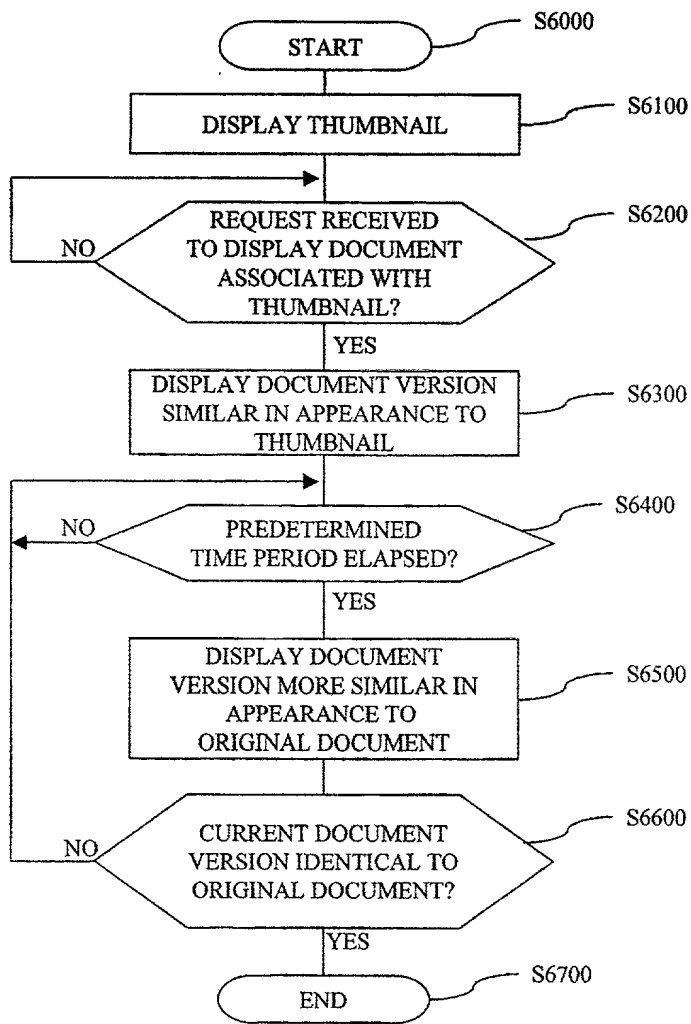 START
S6000
DISPLAY THUMBNAIL
S6100
REQUEST RECEIVED
TO DISPLAY DOCUMENT
ASSOCIATED WITH
THUMBNAIL?
S6200
NO
YES
DISPLAY DOCUMENT VERSION
SIMILAR IN APPEARANCE TO
THUMBNAIL
S6300
PREDETERMINED
TIME PERIOD ELAPSED?
S6400
NO
YES
DISPLAY DOCUMENT
VERSION MORE SIMILAR IN
APPEARANCE TO
ORIGINAL DOCUMENT
S6500
CURRENT DOCUMENT
VERSION IDENTICAL TO
ORIGINAL DOCUMENT?
S6600
NO
YES
END
S6700